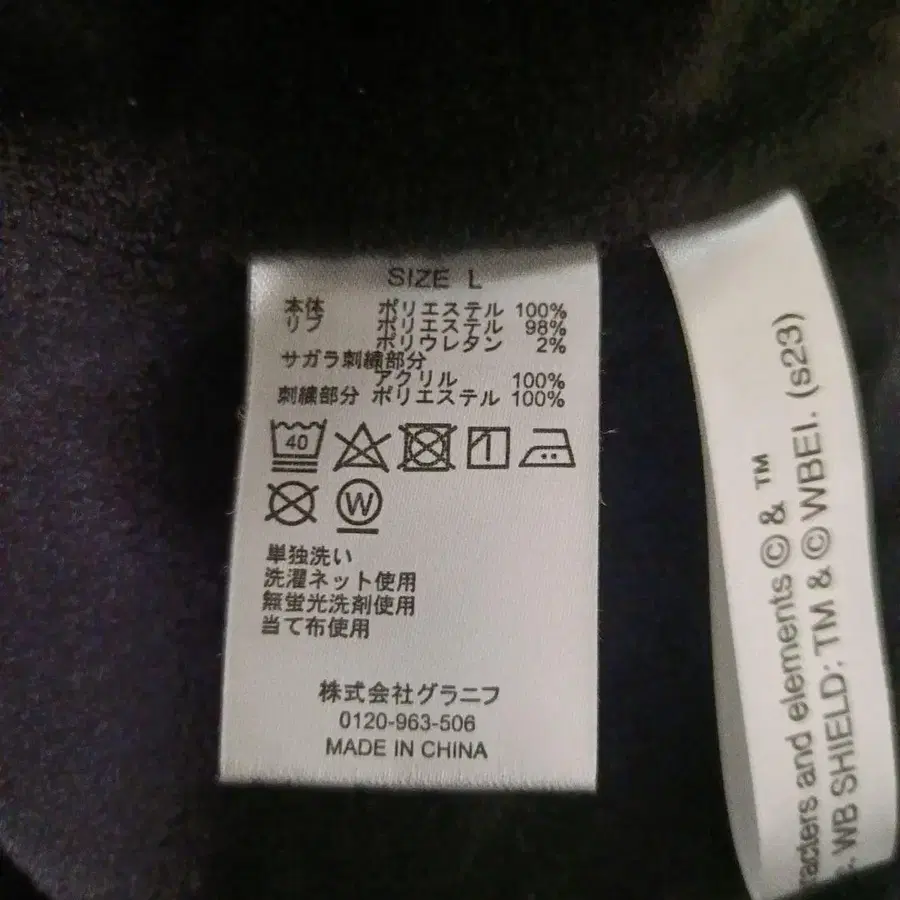 SIZE L
本体 ポリエステル 100%
リブ ポリエステル 98%
ポリウレタン 2%
サガラ刺繍部分
アクリル 100%
刺繍部分 ポリエステル 100%
40
W
単独洗い
洗濯ネット使用
無蛍光洗剤使用
当て布使用
株式会社グラニフ
0120-963-506
MADE IN CHINA
racters and elements © & ™
WB SHIELD: TM & © WBEI. (s23)